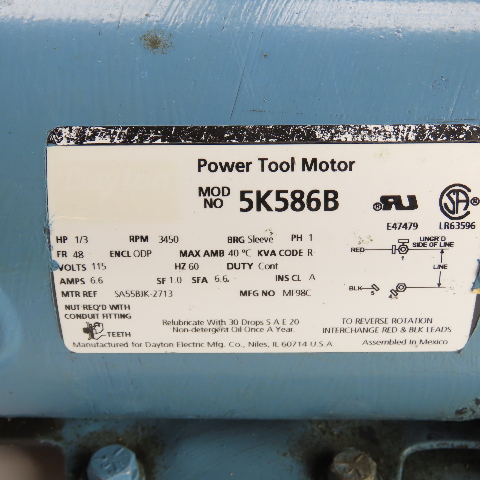 Power Tool Motor
MOD NO 5K586B
E47479 LR63596
HP 1/3 RPM 3450 BRG Sleeve PH 1
FR 48 ENCL ODP MAX AMB 40 °C KVA CODE R
VOLTS 115 HZ 60 DUTY Cont
AMPS 6.6 SF 1.0 SFA 6.6 INS CL A
MTR REF SA55BJK-2713 MFG NO MF98C
NUT REQ'D WITH
CONDUIT FITTING
TEETH
Relubricate With 30 Drops S A E 20
Non-detergent Oil Once A Year.
Manufactured for Dayton Electric Mfg. Co., Niles, IL 60714 U.S.A.
UNGR'D
SIDE OF LINE
RED
1
LINE
BLK
5
TO REVERSE ROTATION
INTERCHANGE RED & BLK LEADS
Assembled In Mexico